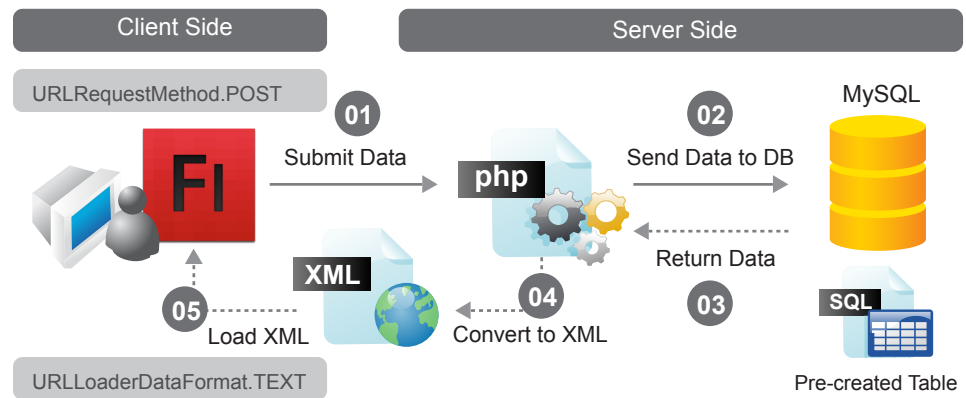 Client Side
Server Side
URLRequestMethod.POST
MySQL
01
02
Submit Data
Send Data to DB
Fl
php
Return Data
XML
04
03
SQL
05
Load XML
Convert to XML
URLLoaderDataFormat.TEXT
Pre-created Table